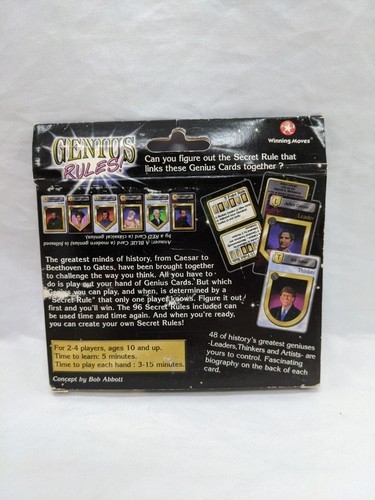 GENIUS
RULES!
Winning Moves
Can you figure out the Secret Rule that
links these Genius Cards together ?
Answer: A BLUE Card (a modern genius) is followed
by a RED Card (a classical genius).
Leader
Thinker
The greatest minds of history, from Caesar to
Beethoven to Gates, have been brought together
to challenge the way you think. All you have to
do is play out your hand of Genius Cards. But which
Genius you can play, and when, is determined by
a "Secret Rule" that only one player knows. Figure it out
first and you'll win. The 96 Secret Rules included can
be used time and time again. And when you're ready,
you can create your own Secret Rules!
For 2-4 players, ages 10 and up.
Time to learn: 5 minutes.
Time to play each hand : 3-15 minutes.
Concept by Bob Abbott
48 of history's greatest geniuses
-Leaders,Thinkers and Artists- are
yours to control. Fascinating
biography on the back of each
card.